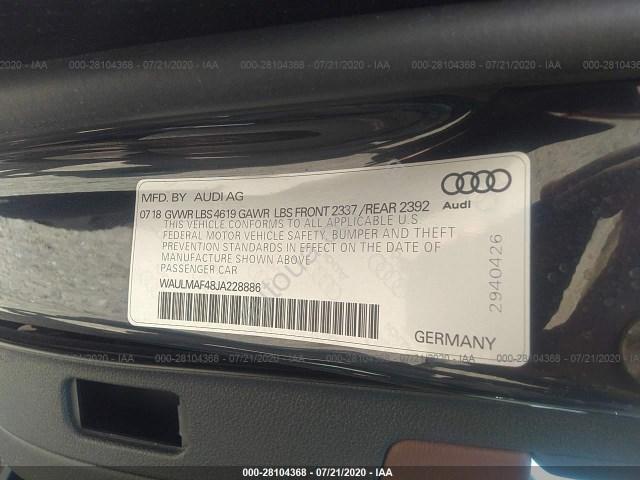 000-28104368 - 07/21/2020 - IAA
MFD. BY AUDI AG
Audi
07 18 GVWR LBS 4619 GAWR LBS FRONT 2337 / REAR 2392
THIS VEHICLE CONFORMS TO ALL APPLICABLE U.S.
FEDERAL MOTOR VEHICLE SAFETY, BUMPER AND THEFT
PREVENTION STANDARDS IN EFFECT ON THE DATE OF
MANUFACTURE SHOWN ABOVE
PASSENGER CAR
WAULMAF48JA228886
2940426
GERMANY
000-28104368 - 07/21/2020 - IAA